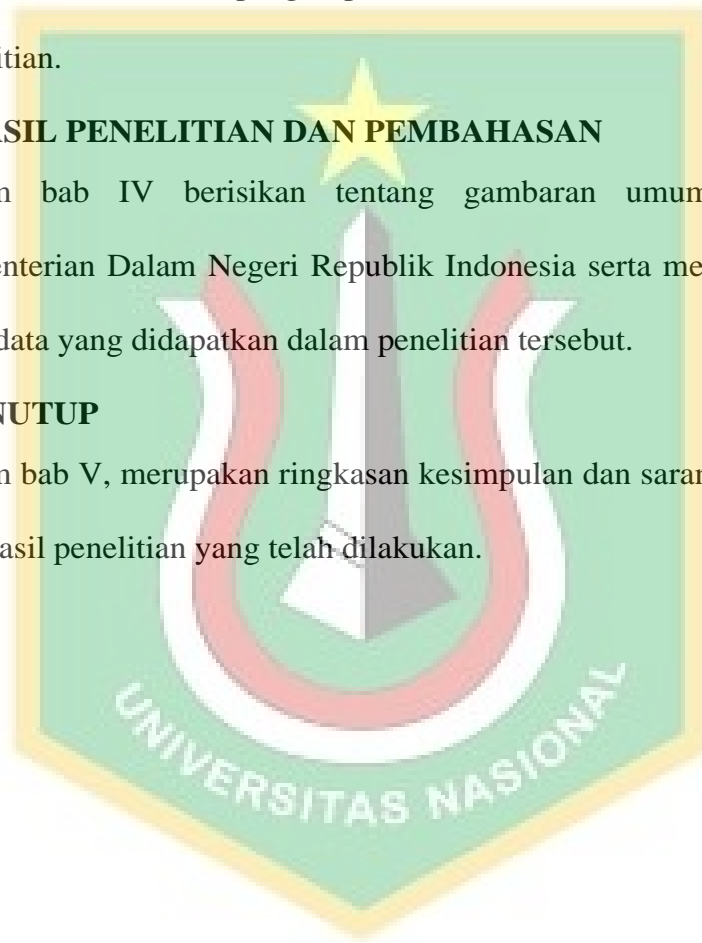 itian.
ASIL PENELITIAN DAN PEMBAHASAN
m bab IV berisikan tentang gambaran umum
enterian Dalam Negeri Republik Indonesia serta me
data yang didapatkan dalam penelitian tersebut.
NUTUP
m bab V, merupakan ringkasan kesimpulan dan saran
asil penelitian yang telah dilakukan.
UNIVERSITAS NASIONAL